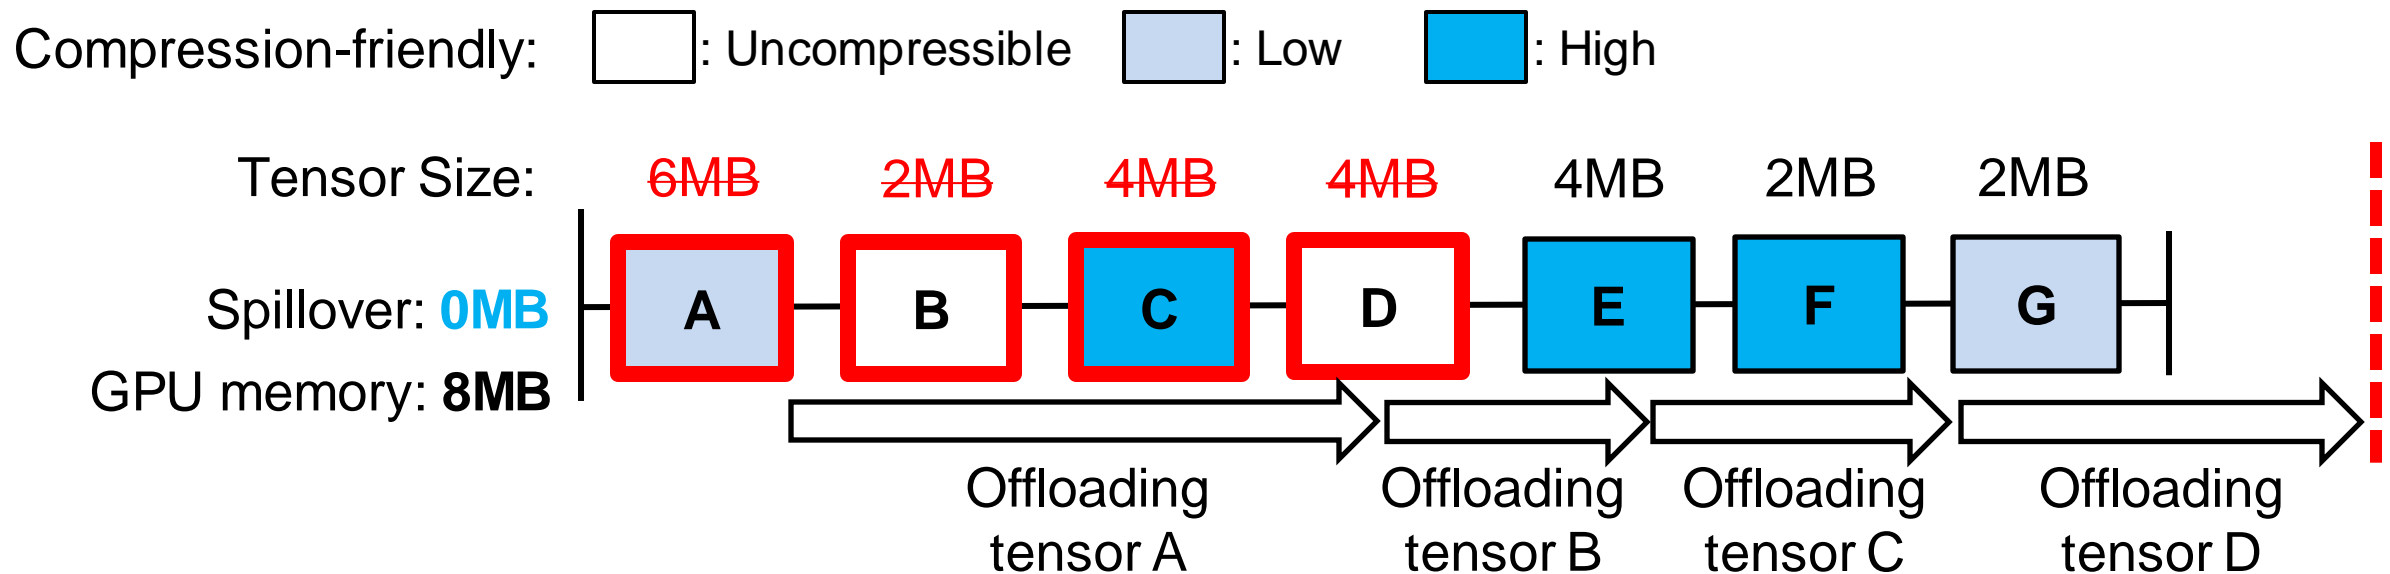 Compression-friendly: : Uncompressible : Low : High
Tensor Size: 6MB 2MB 4MB 4MB 4MB 2MB 2MB
A B C D E F G
Spillover: 0MB
GPU memory: 8MB
Offloading Offloading Offloading Offloading
tensor A tensor B tensor C tensor D